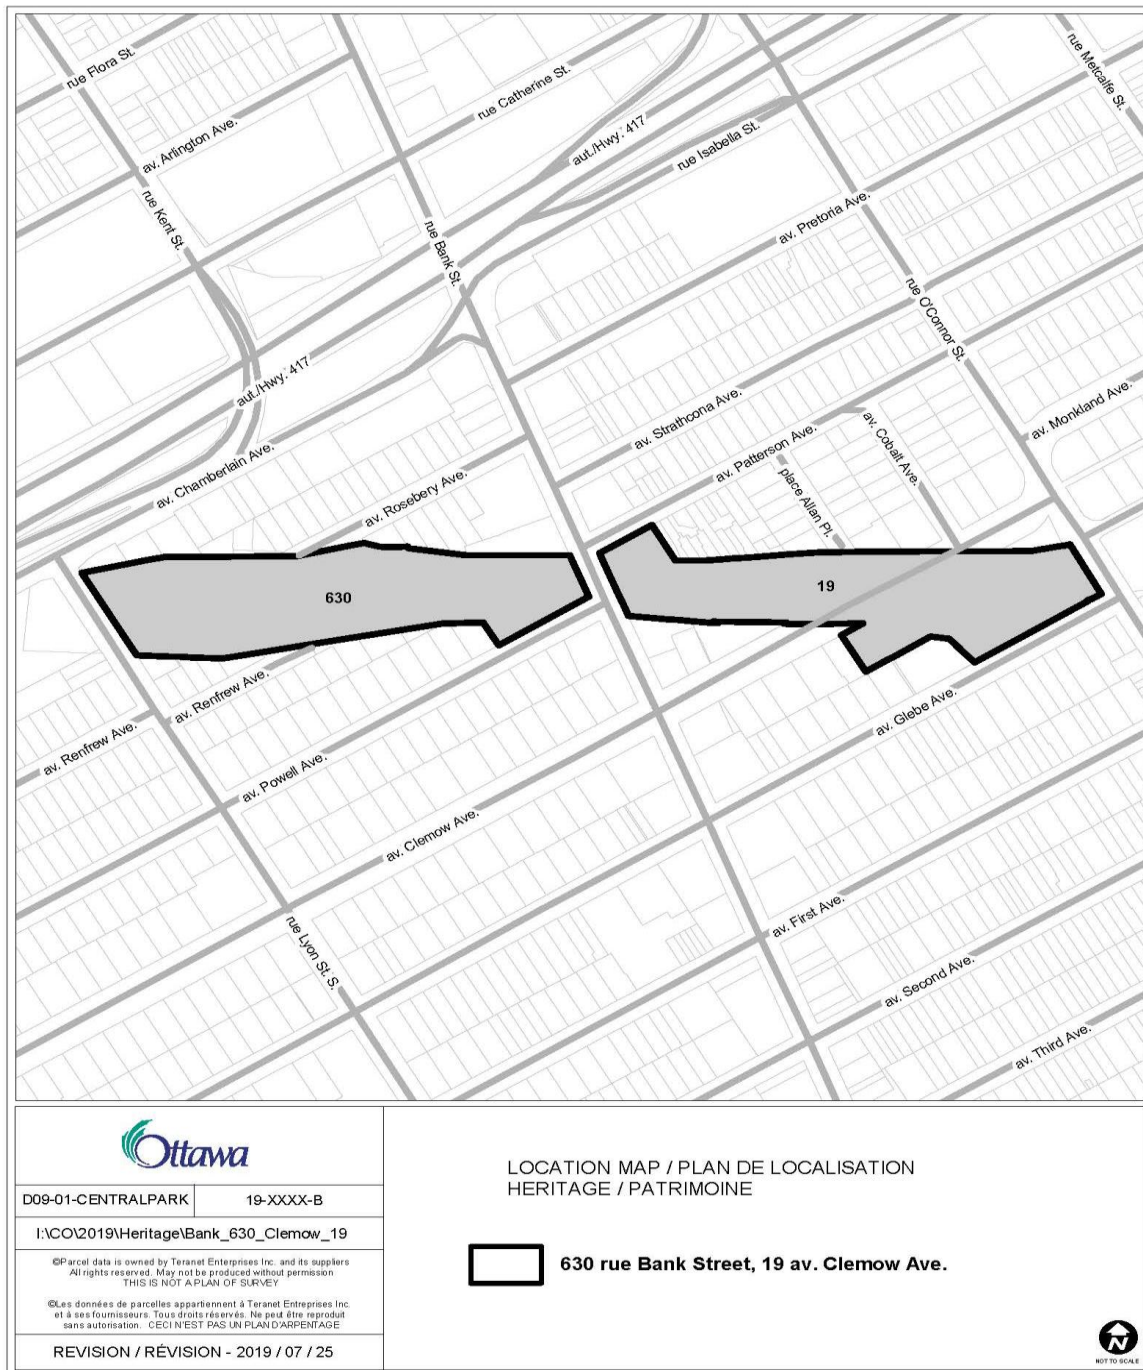 rue Flora St.
av. Arlington Ave.
rue Kent St.
rue Catherine St.
aut./Hwy. 417
rue Isabella St.
rue Metcalfe St.
rue Bank St.
av. Pretoria Ave.
rue O'Connor St.
aut./Hwy. 417
av. Strathcona Ave.
av. Monkland Ave.
av. Chamberlain Ave.
av. Rosebery Ave.
av. Patterson Ave.
av. Cobalt Ave.
place Allan Pl.
630
19
av. Renfrew Ave.
av. Renfrew Ave.
av. Powell Ave.
av. Glebe Ave.
av. Clemow Ave.
rue Lyon St. S.
av. First Ave.
av. Second Ave.
av. Third Ave.
Ottawa
D09-01-CENTRALPARK
19-XXXX-B
I:\CO\2019\Heritage\Bank_630_Clemow_19
©Parcel data is owned by Teranet Enterprises Inc. and its suppliers
All rights reserved. May not be produced without permission
THIS IS NOT A PLAN OF SURVEY
©Les données de parcelles appartiennent à Teranet Entreprises Inc.
et à ses fournisseurs. Tous droits réservés. Ne peut être reproduit
sans autorisation. CECI N'EST PAS UN PLAN D'ARPENTAGE
REVISION / RÉVISION - 2019 / 07 / 25
LOCATION MAP / PLAN DE LOCALISATION
HERITAGE / PATRIMOINE
630 rue Bank Street, 19 av. Clemow Ave.
N
NOT TO SCALE